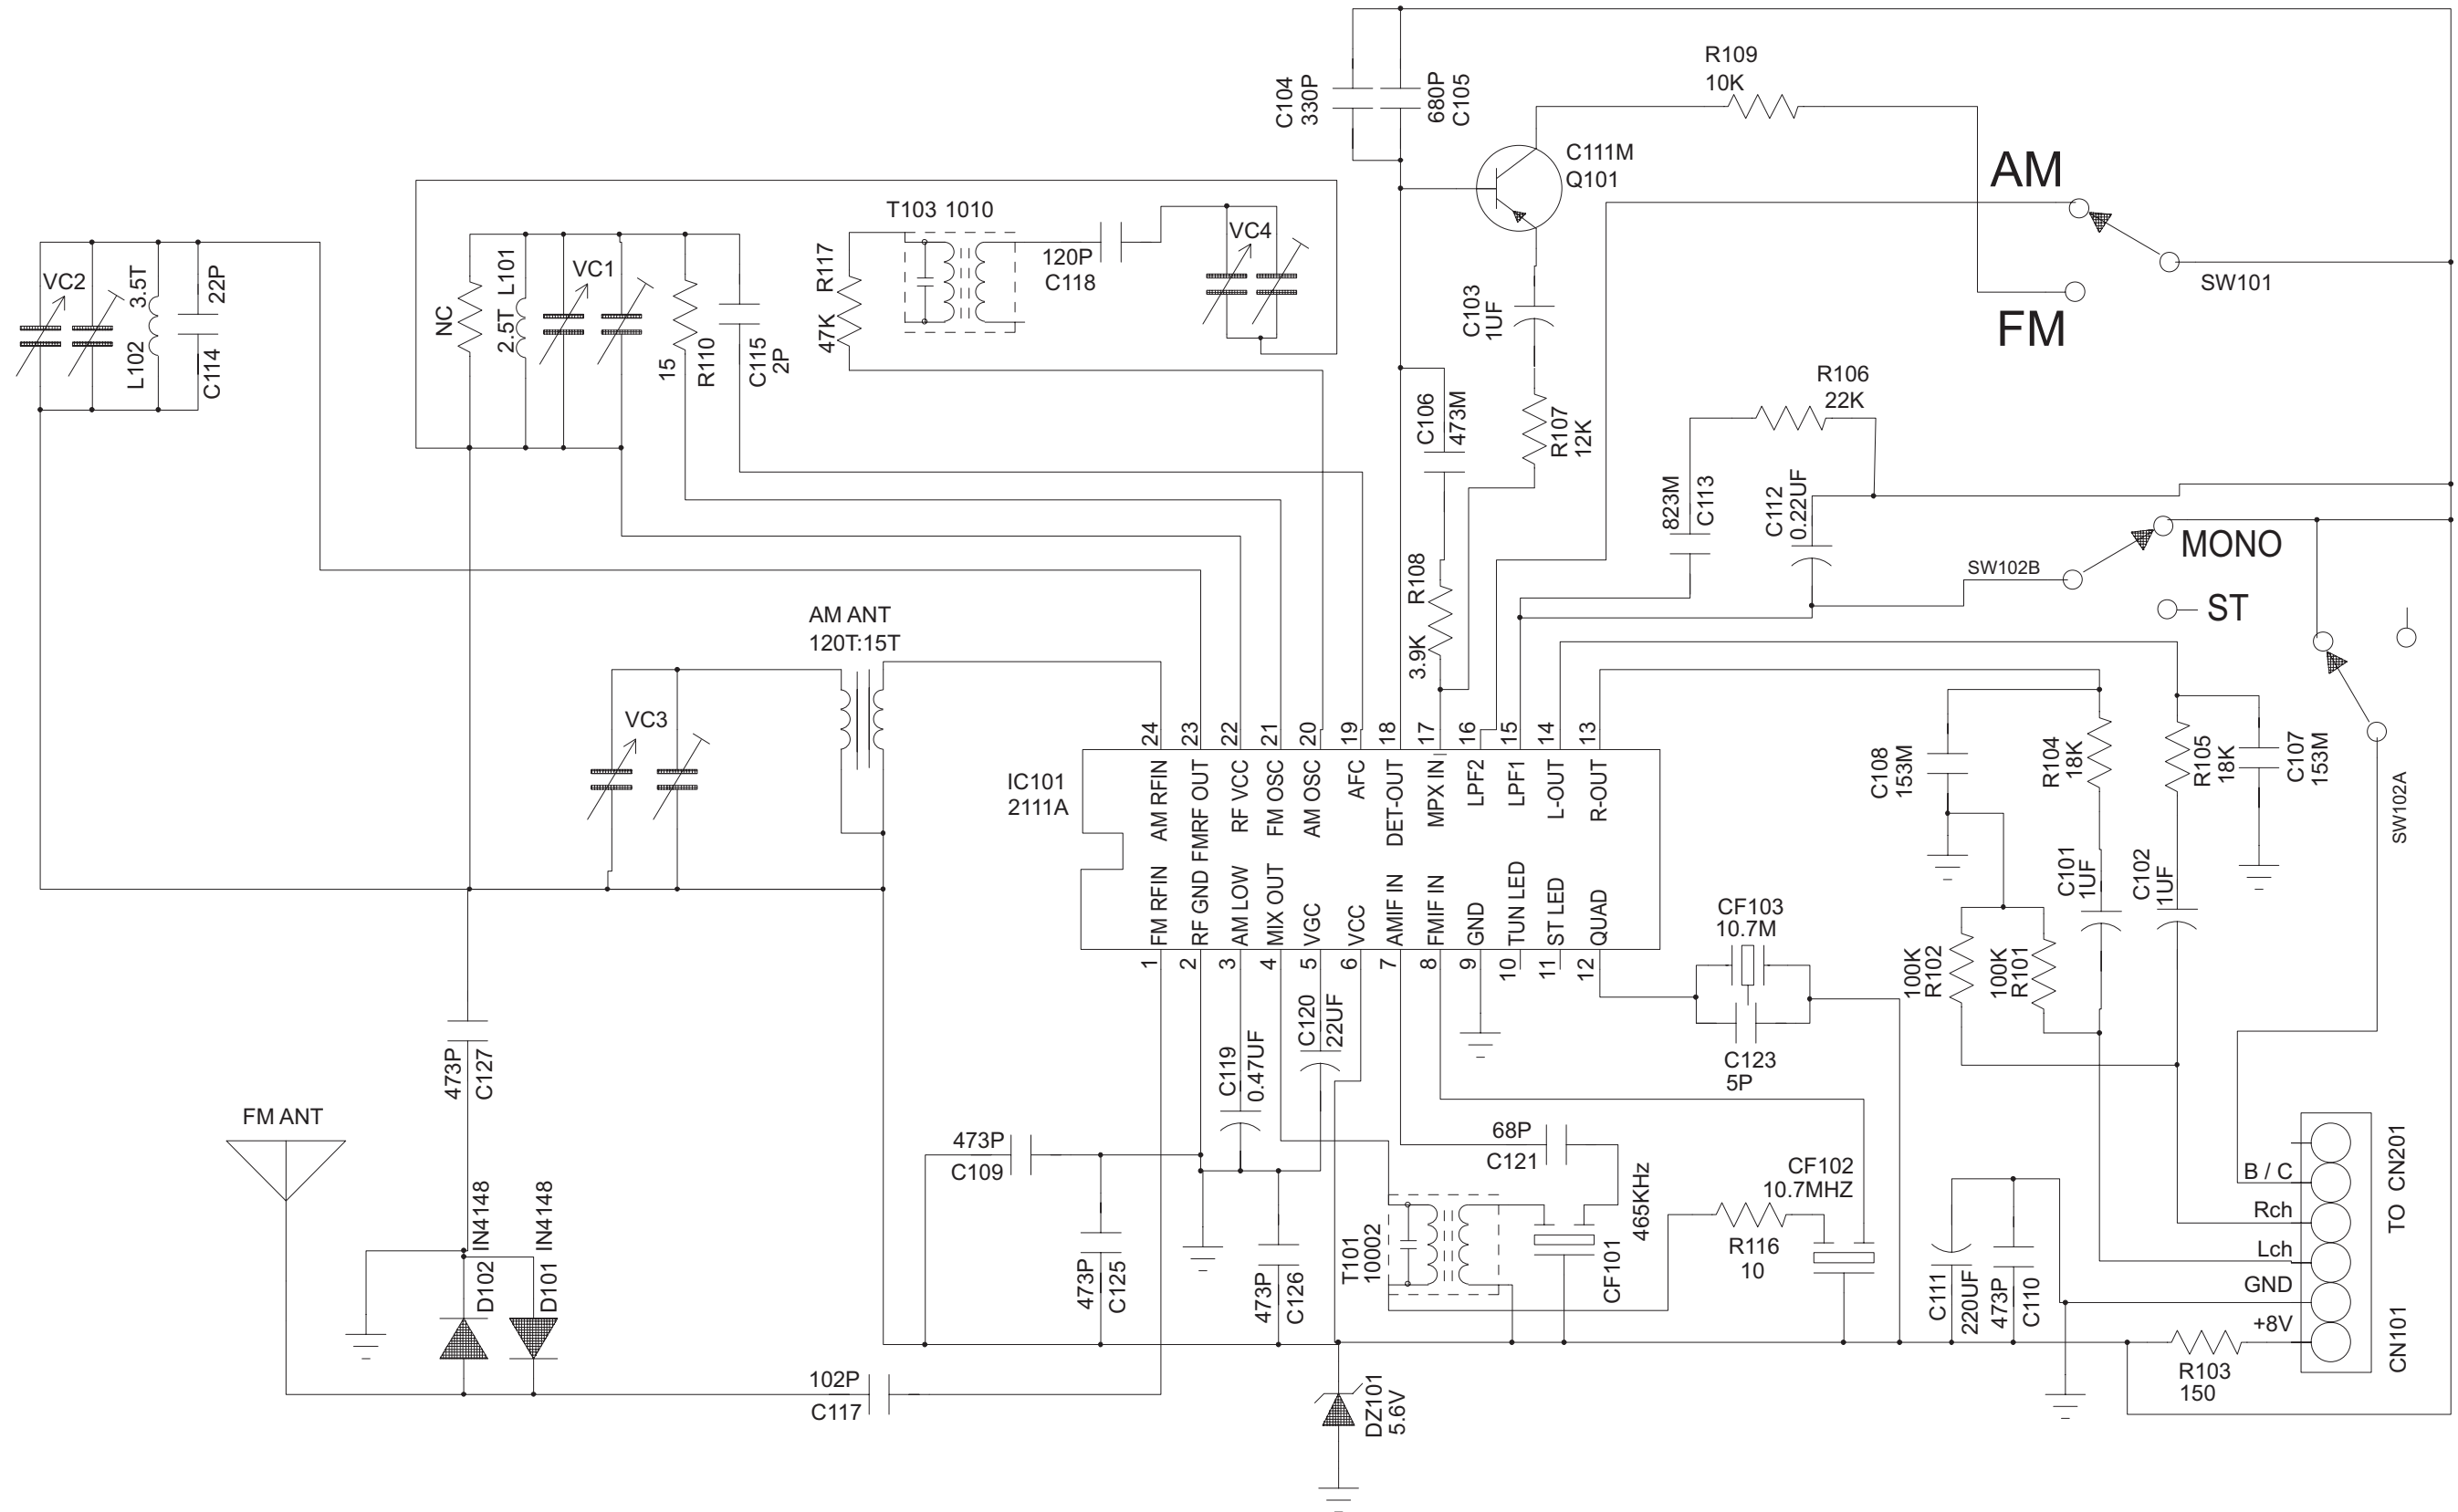 C104
330P
680P
C105
R109
10K
C111M
Q101
AM
FM
SW101
T103 1010
R117
47K
120P
C118
VC4
VC2
3.5T
L102
22P
C114
NC
L101
2.5T
VC1
15
R110
C115
2P
C103
1UF
C106
473M
R107
12K
R106
22K
823M
C113
C112
0.22UF
SW102B
MONO
ST
R108
3.9K
AM ANT
120T:15T
VC3
IC101
2111A
24
23
22
21
20
19
18
17
16
15
14
13
AM RFIN
FMRF OUT
RF VCC
FM OSC
AM OSC
AFC
DET-OUT
MPX IN
LPF2
LPF1
L-OUT
R-OUT
FM RFIN
RF GND
AM LOW
MIX OUT
VGC
VCC
AMIF IN
FMIF IN
GND
TUN LED
ST LED
QUAD
1
2
3
4
5
6
7
8
9
10
11
12
C108
153M
R104
18K
R105
18K
C107
153M
SW102A
C101
1UF
C102
1UF
100K
R102
100K
R101
CF103
10.7M
C123
5P
C119
0.47UF
C120
22UF
473P
C127
FM ANT
IN4148
D102
IN4148
D101
473P
C109
473P
C125
473P
C126
68P
C121
465KHz
CF101
T101
10002
CF102
10.7MHZ
R116
10
C111
220UF
473P
C110
B / C
Rch
Lch
GND
+8V
TO CN201
CN101
R103
150
102P
C117
DZ101
5.6V